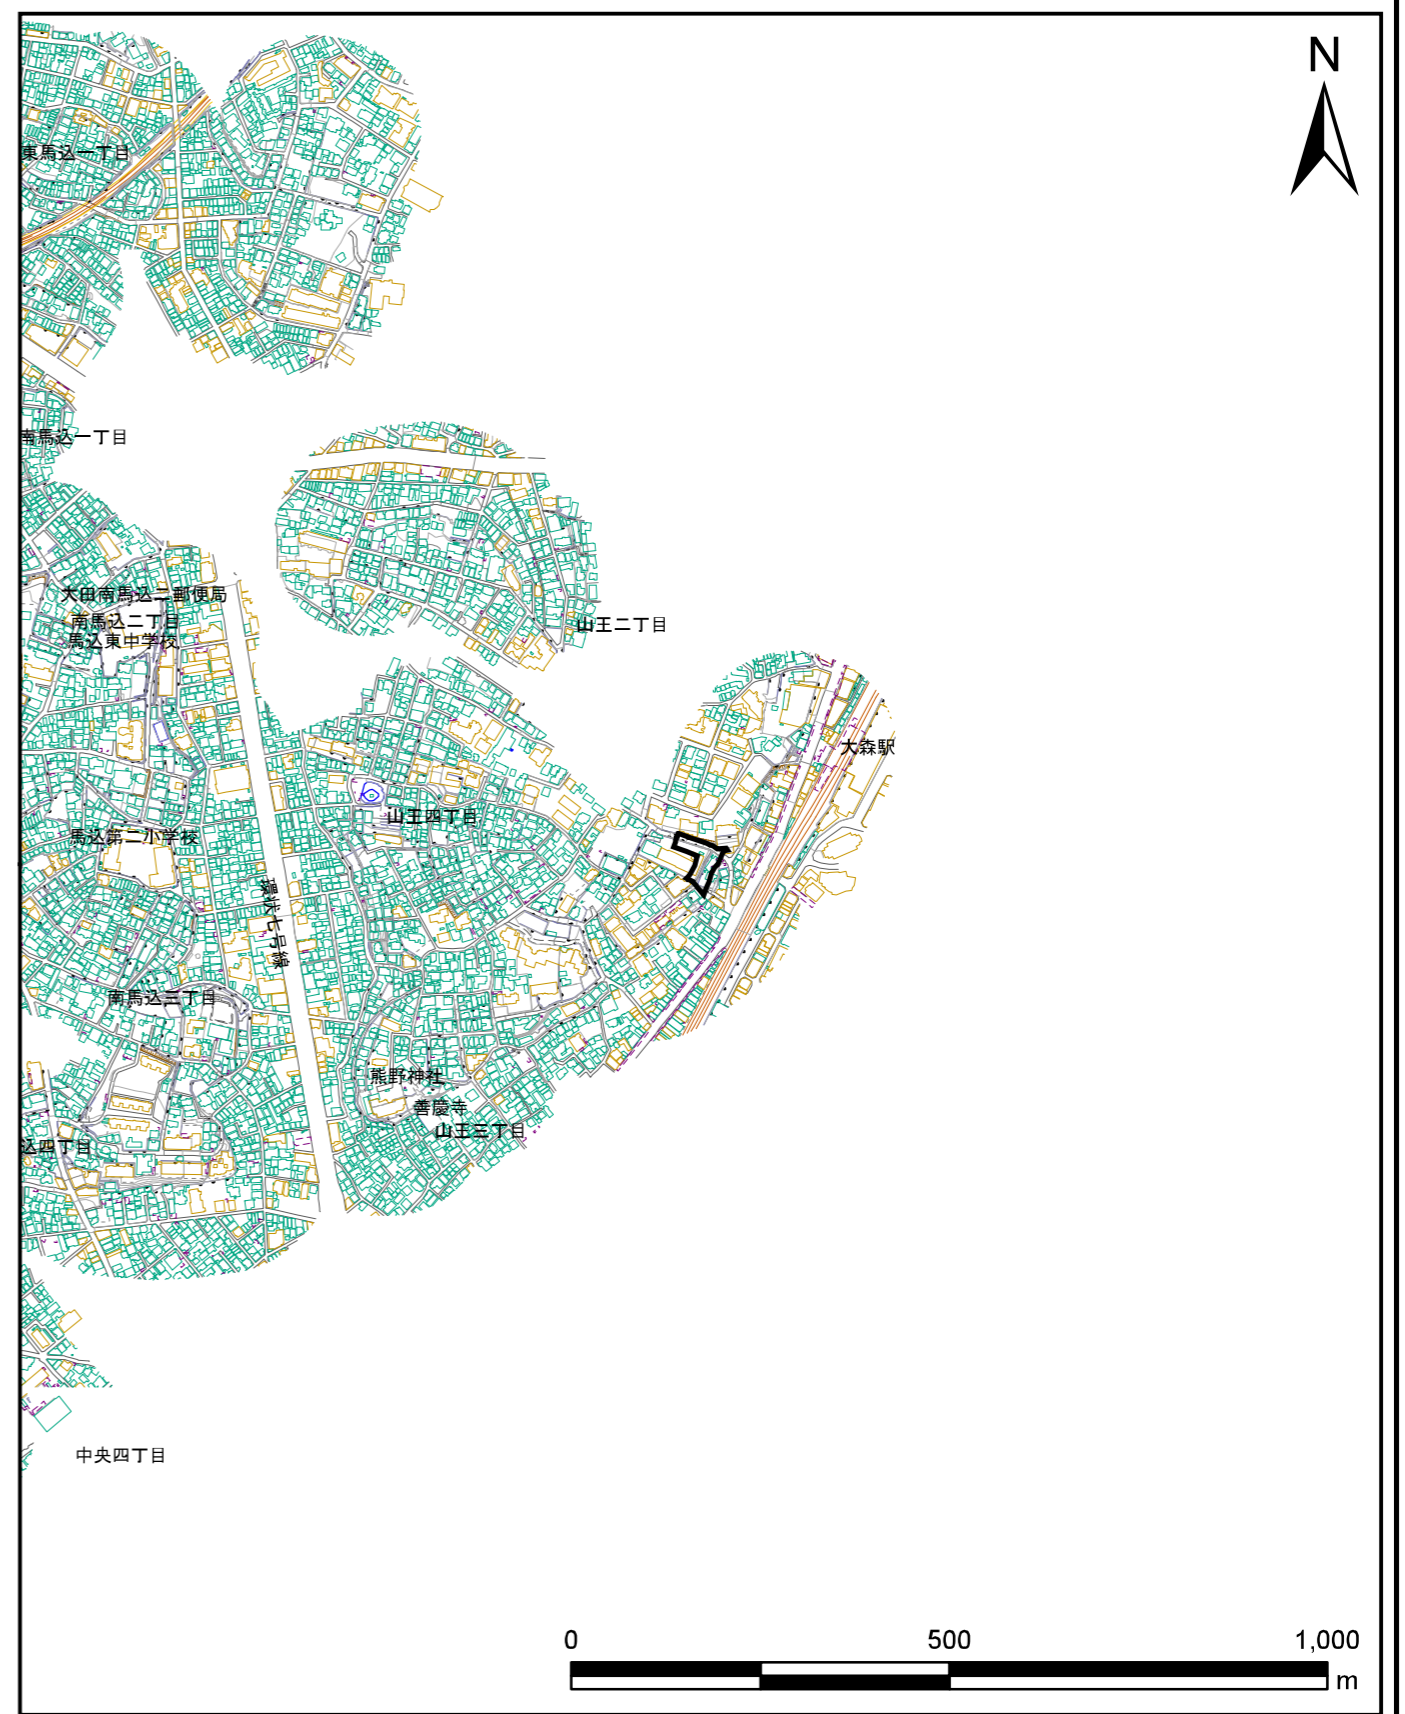 N
東馬込一丁目
南馬込一丁目
大田南馬込二郵便局
南馬込二丁目
馬込東中学校
山王二丁目
大森駅
山王四丁目
馬込第二小学校
環状七号線
南馬込三丁目
熊野神社
善慶寺
山王三丁目
込四丁目
中央四丁目
0 500 1,000
m